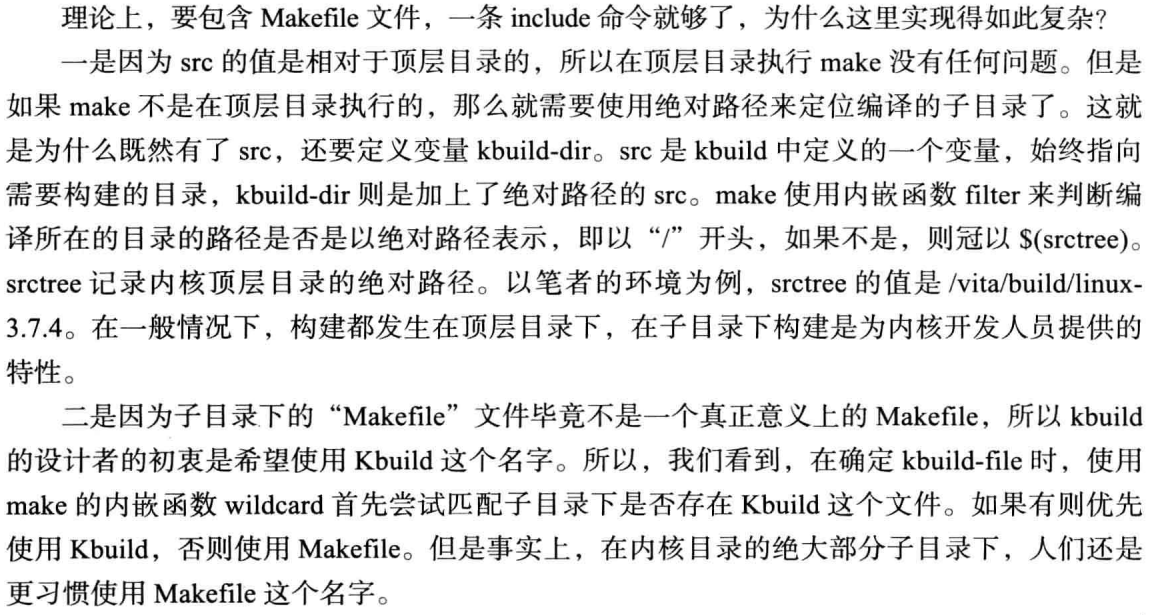 理论上，要包含 Makefile 文件，一条 include 命令就够了，为什么这里实现得如此复杂？
一是因为 src 的值是相对于顶层目录的，所以在顶层目录执行 make 没有任何问题。但是
如果 make 不是在顶层目录执行的，那么就需要使用绝对路径来定位编译的子目录了。这就
是为什么既然有了 src，还要定义变量 kbuild-dir。src 是 kbuild 中定义的一个变量，始终指向
需要构建的目录，kbuild-dir 则是加上了绝对路径的 src。make 使用内嵌函数 filter 来判断编
译所在的目录的路径是否是以绝对路径表示，即以“/”开头，如果不是，则冠以 $(srctree)。
srctree 记录内核顶层目录的绝对路径。以笔者的环境为例，srctree 的值是 /vita/build/linux-
3.7.4。在一般情况下，构建都发生在顶层目录下，在子目录下构建是为内核开发人员提供的
特性。
二是因为子目录下的“Makefile”文件毕竟不是一个真正意义上的 Makefile，所以 kbuild
的设计者的初衷是希望使用 Kbuild 这个名字。所以，我们看到，在确定 kbuild-file 时，使用
make 的内嵌函数 wildcard 首先尝试匹配子目录下是否存在 Kbuild 这个文件。如果有则优先
使用 Kbuild，否则使用 Makefile。但是事实上，在内核目录的绝大部分子目录下，人们还是
更习惯使用 Makefile 这个名字。